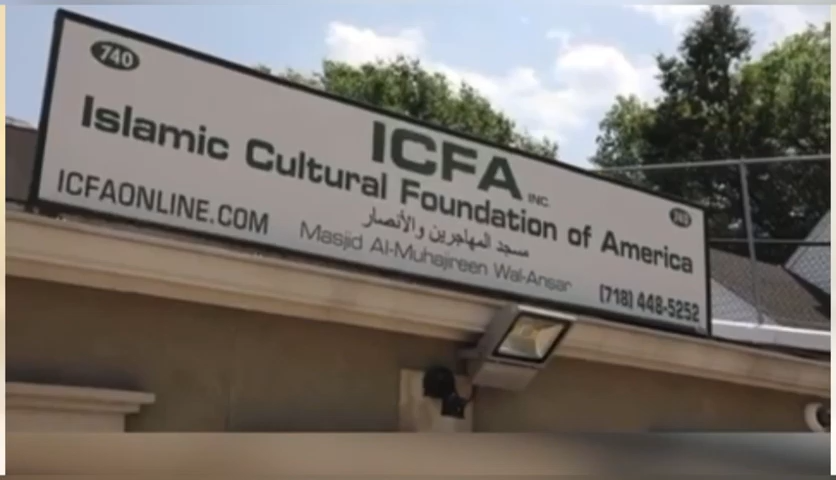 740
ICFA INC.
740
Islamic Cultural Foundation of America
مسجد المهاجرين والأنصار
ICFAONLINE.COM
Masjid Al-Muhajireen Wal-Ansar
(718) 448-5252